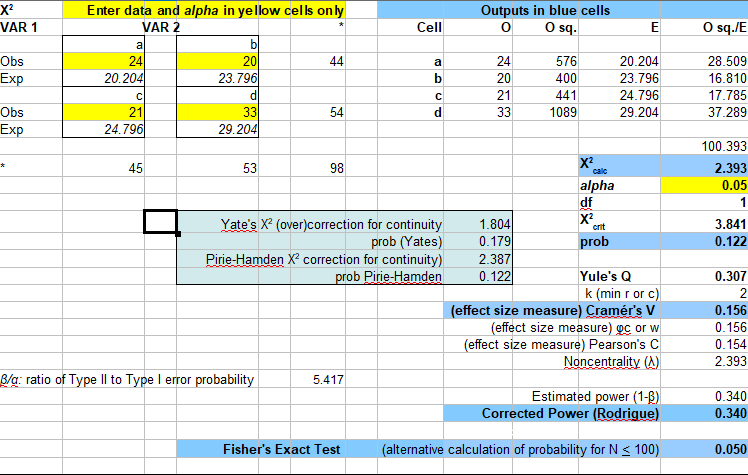 X² Enter data and alpha in yellow cells only Outputs in blue cells
VAR 1 VAR 2 * Cell O O sq. E O sq./E
a b
Obs 24 20 44 a 24 576 20.204 28.509
Exp 20.204 23.796 b 20 400 23.796 16.810
c d c 21 441 24.796 17.785
Obs 21 33 54 d 33 1089 29.204 37.289
Exp 24.796 29.204
100.393
* 45 53 98 X²calc 2.393
alpha 0.05
df 1
Yate's X² (over)correction for continuity 1.804 X²crit 3.841
prob (Yates) 0.179 prob 0.122
Pirie-Hamden X² correction for continuity) 2.387
prob Pirie-Hamden 0.122 Yule's Q 0.307
k (min r or c) 2
(effect size measure) Cramér's V 0.156
(effect size measure) φc or w 0.156
(effect size measure) Pearson's C 0.154
Noncentrality (λ) 2.393
β/α: ratio of Type II to Type I error probability 5.417
Estimated power (1-β) 0.340
Corrected Power (Rodrigue) 0.340
Fisher's Exact Test (alternative calculation of probability for N ≤ 100) 0.050